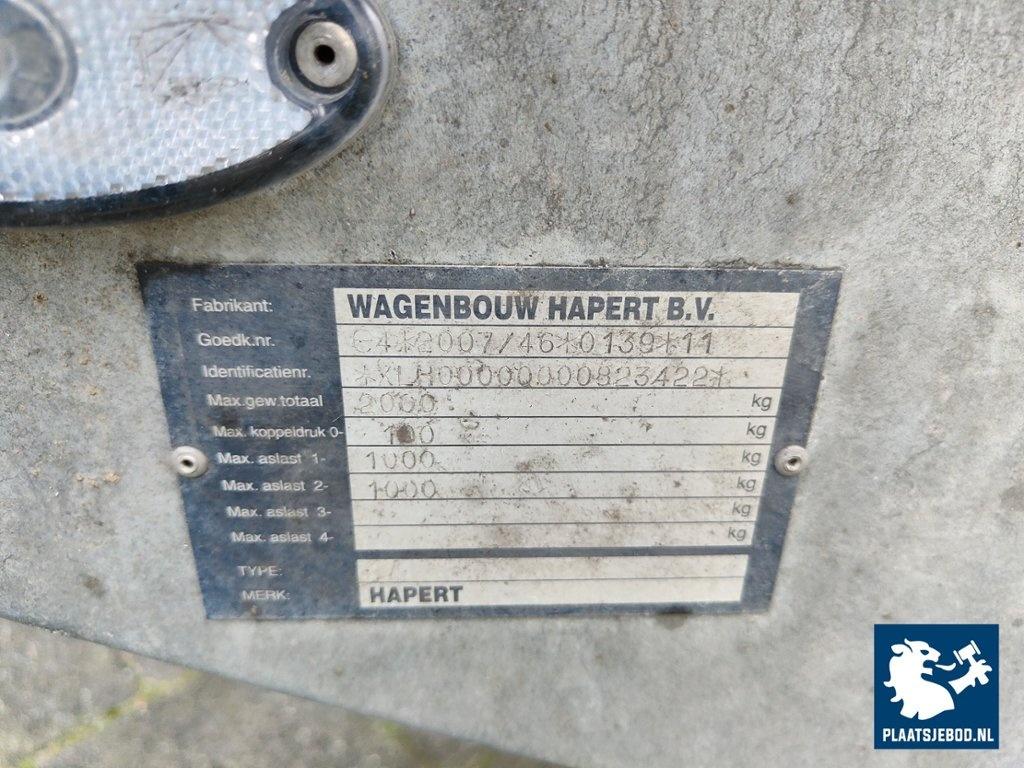 Fabrikant: WAGENBOUW HAPERT B.V.
Goedk.nr. e4*2007/46*0139*11
Identificatienr. *XLH00000000823422*
Max.gew.totaal 2000 kg
Max. koppeldruk 0- 100 kg
Max. aslast 1- 1000 kg
Max. aslast 2- 1000 kg
Max. aslast 3- kg
Max. aslast 4- kg
TYPE:
MERK: HAPERT
PLAATSJEBOD.NL